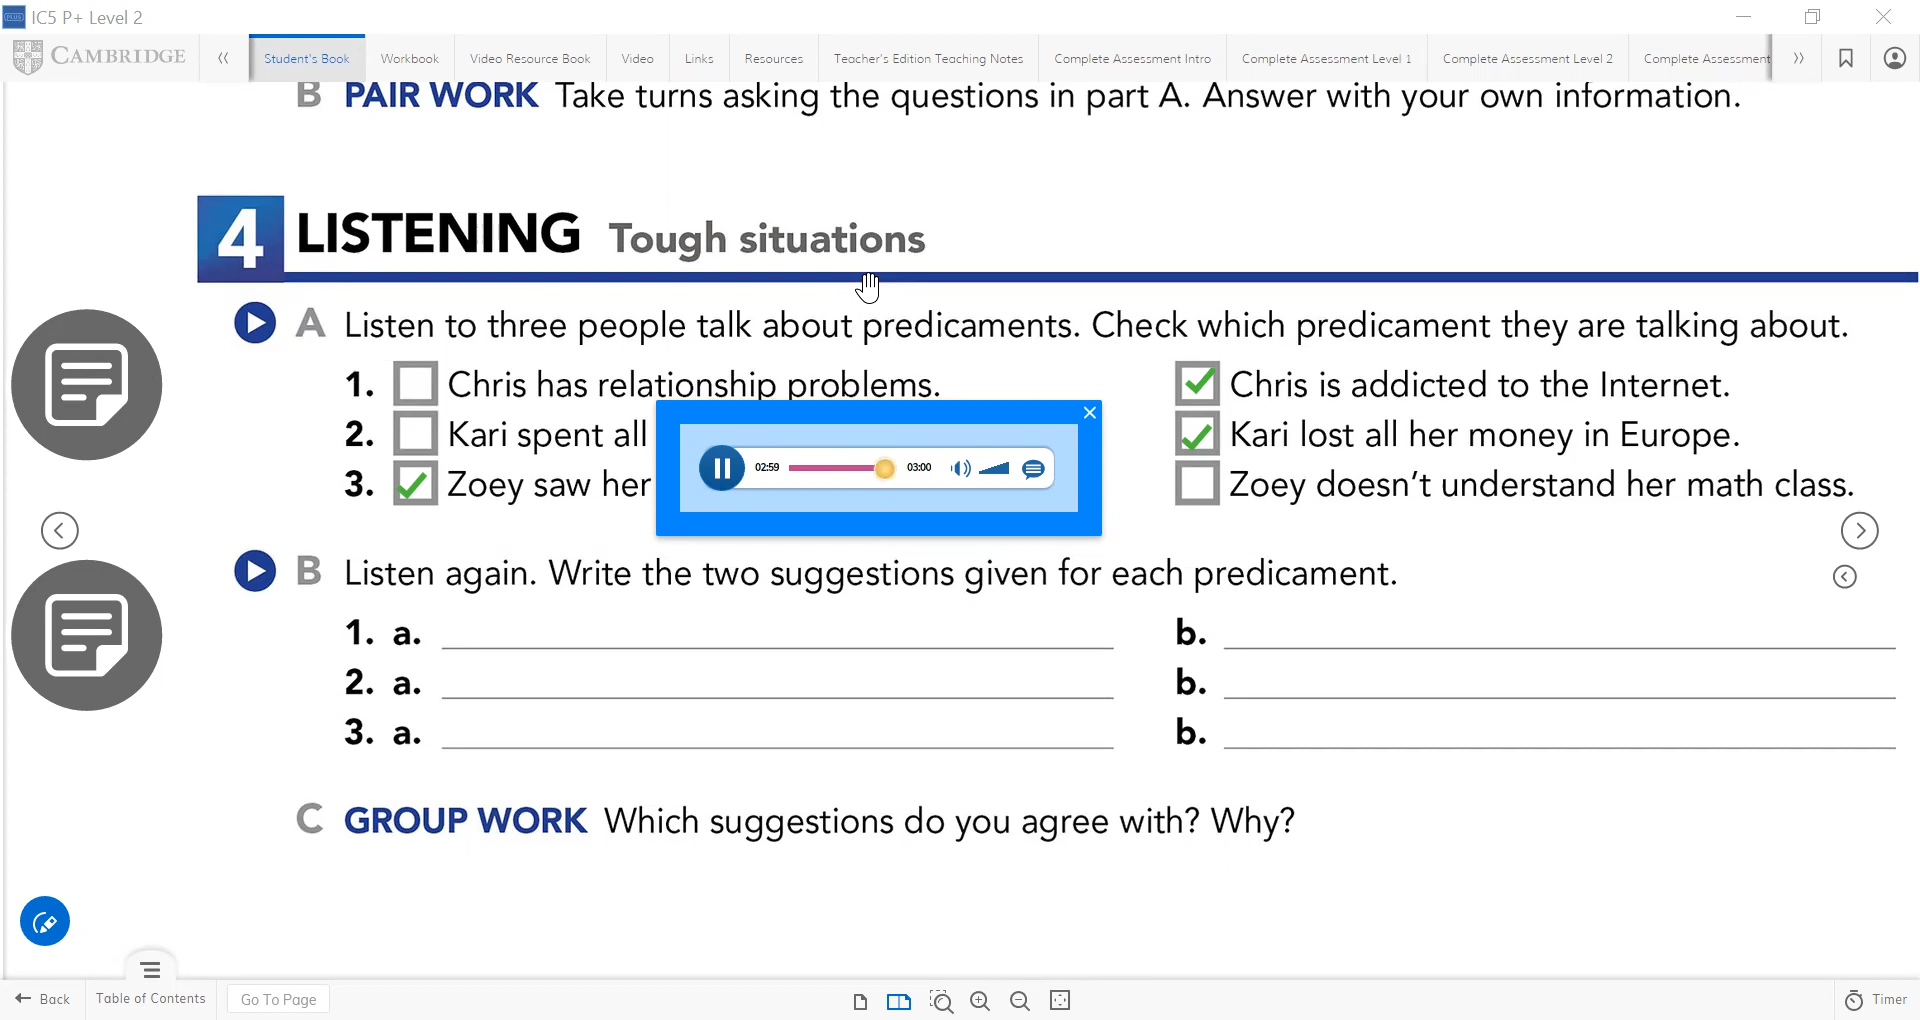 IC5 P+ Level 2
CAMBRIDGE
Student's Book
Workbook
Video Resource Book
Video
Links
Resources
Teacher's Edition Teaching Notes
Complete Assessment Intro
Complete Assessment Level 1
Complete Assessment Level 2
Complete Assessment
B PAIR WORK Take turns asking the questions in part A. Answer with your own information.
4 LISTENING Tough situations
A Listen to three people talk about predicaments. Check which predicament they are talking about.
1. Chris has relationship problems. Chris is addicted to the Internet.
2. Kari spent all Kari lost all her money in Europe.
3. Zoey saw her Zoey doesn't understand her math class.
02:59 03:00
B Listen again. Write the two suggestions given for each predicament.
1. a. b.
2. a. b.
3. a. b.
C GROUP WORK Which suggestions do you agree with? Why?
Back
Table of Contents
Go To Page
Timer